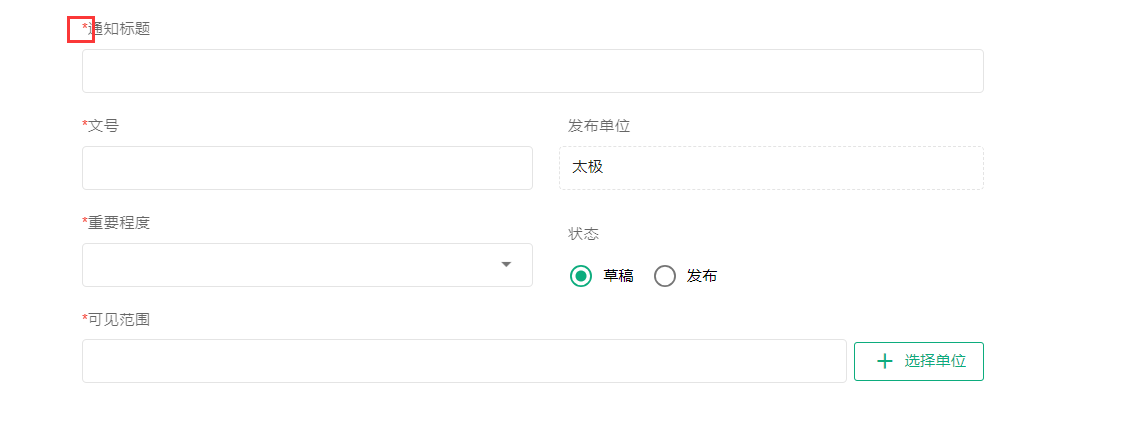 *通知标题
*文号
发布单位
太极
*重要程度
状态
草稿
发布
*可见范围
选择单位